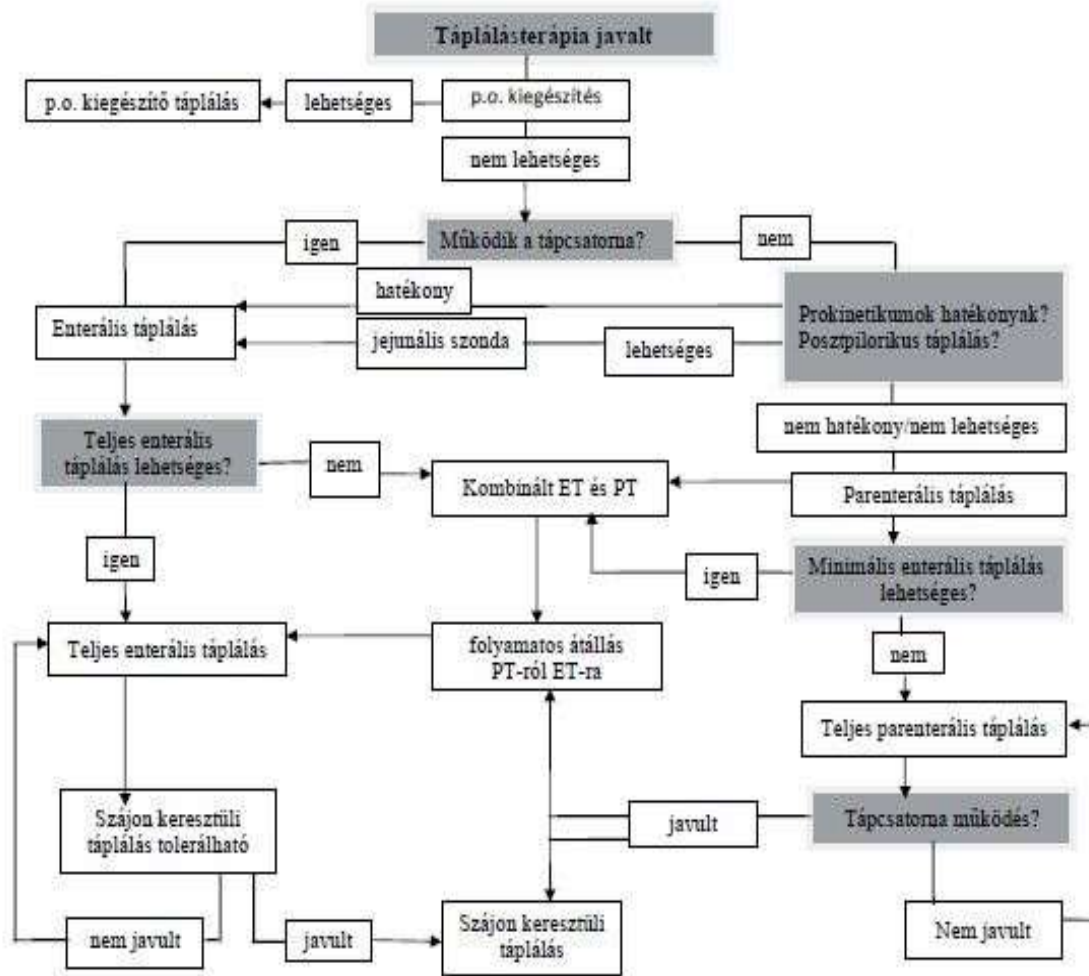 Táplálásterápia javalt
p.o. kiegészítő táplálás
lehetséges
p.o. kiegészítés
nem lehetséges
igen
Működik a tápcsatorna?
nem
hatékony
Enterális táplálás
jejunális szonda
lehetséges
Prokinetikumok hatékonyak?
Posztpilorikus táplálás?
nem hatékony/nem lehetséges
Teljes enterális
táplálás lehetséges?
nem
Kombinált ET és PT
Parenterális táplálás
igen
igen
Minimális enterális táplálás
lehetséges?
Teljes enterális táplálás
folyamatos átállás
PT-ról ET-ra
nem
Teljes parenterális táplálás
Szájon keresztüli
táplálás tolerálható
javult
Tápcsatorna működés?
nem javult
javult
Szájon keresztüli
táplálás
Nem javult